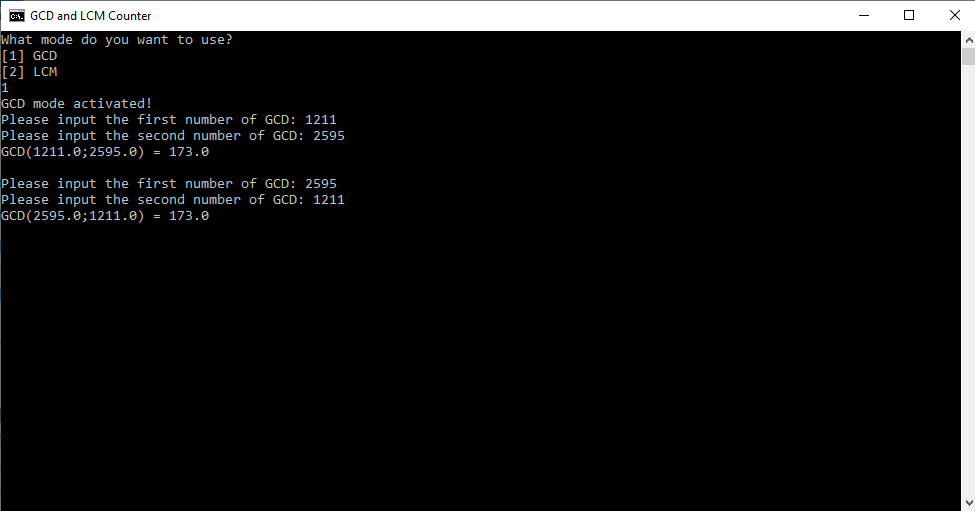 GCD and LCM Counter
What mode do you want to use?
[1] GCD
[2] LCM
1
GCD mode activated!
Please input the first number of GCD: 1211
Please input the second number of GCD: 2595
GCD(1211.0;2595.0) = 173.0
Please input the first number of GCD: 2595
Please input the second number of GCD: 1211
GCD(2595.0;1211.0) = 173.0